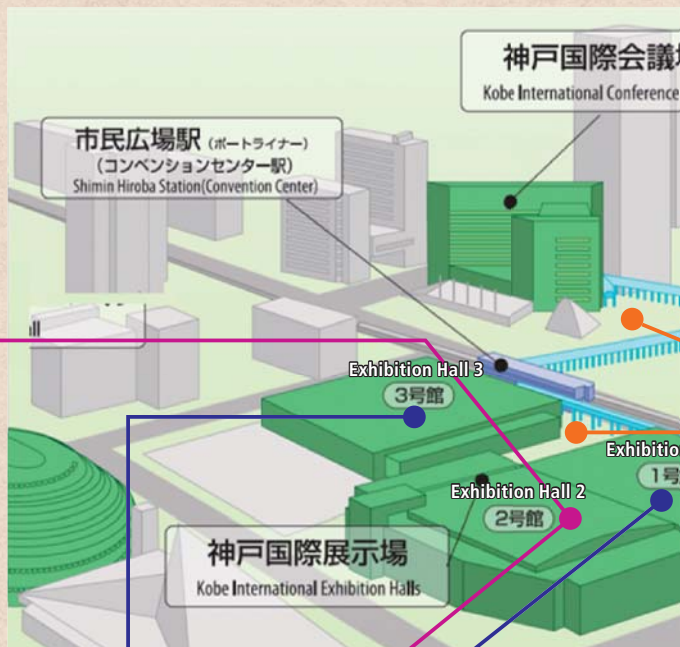 神戸国際会議
Kobe International Conference
市民広場駅 (ポートライナー)
(コンベンションセンター駅)
Shimin Hiroba Station(Convention Center)
Exhibition Hall 3
3号館
Exhibition
1号
Exhibition Hall 2
2号館
神戸国際展示場
Kobe International Exhibition Halls